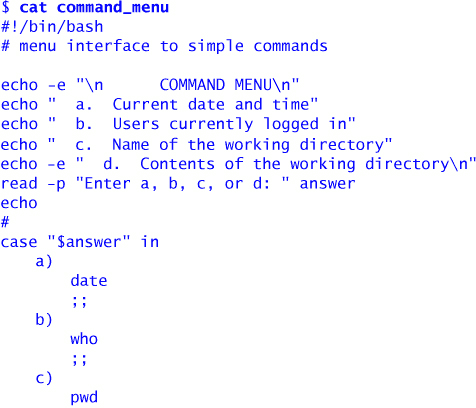 $ cat command_menu
#!/bin/bash
# menu interface to simple commands

echo -e "\n      COMMAND MENU\n"
echo "  a.  Current date and time"
echo "  b.  Users currently logged in"
echo "  c.  Name of the working directory"
echo -e "  d.  Contents of the working directory\n"
read -p "Enter a, b, c, or d: " answer
echo
#
case "$answer" in
    a)
        date
        ;;
    b)
        who
        ;;
    c)
        pwd